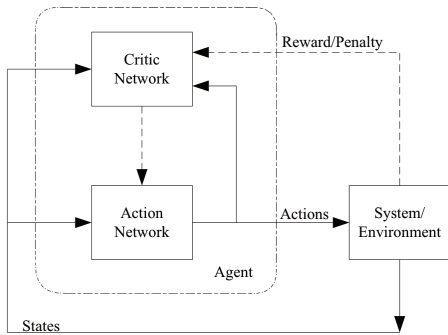 Critic
Network
Reward/Penalty
Action
Network
Actions
System/
Environment
Agent
States